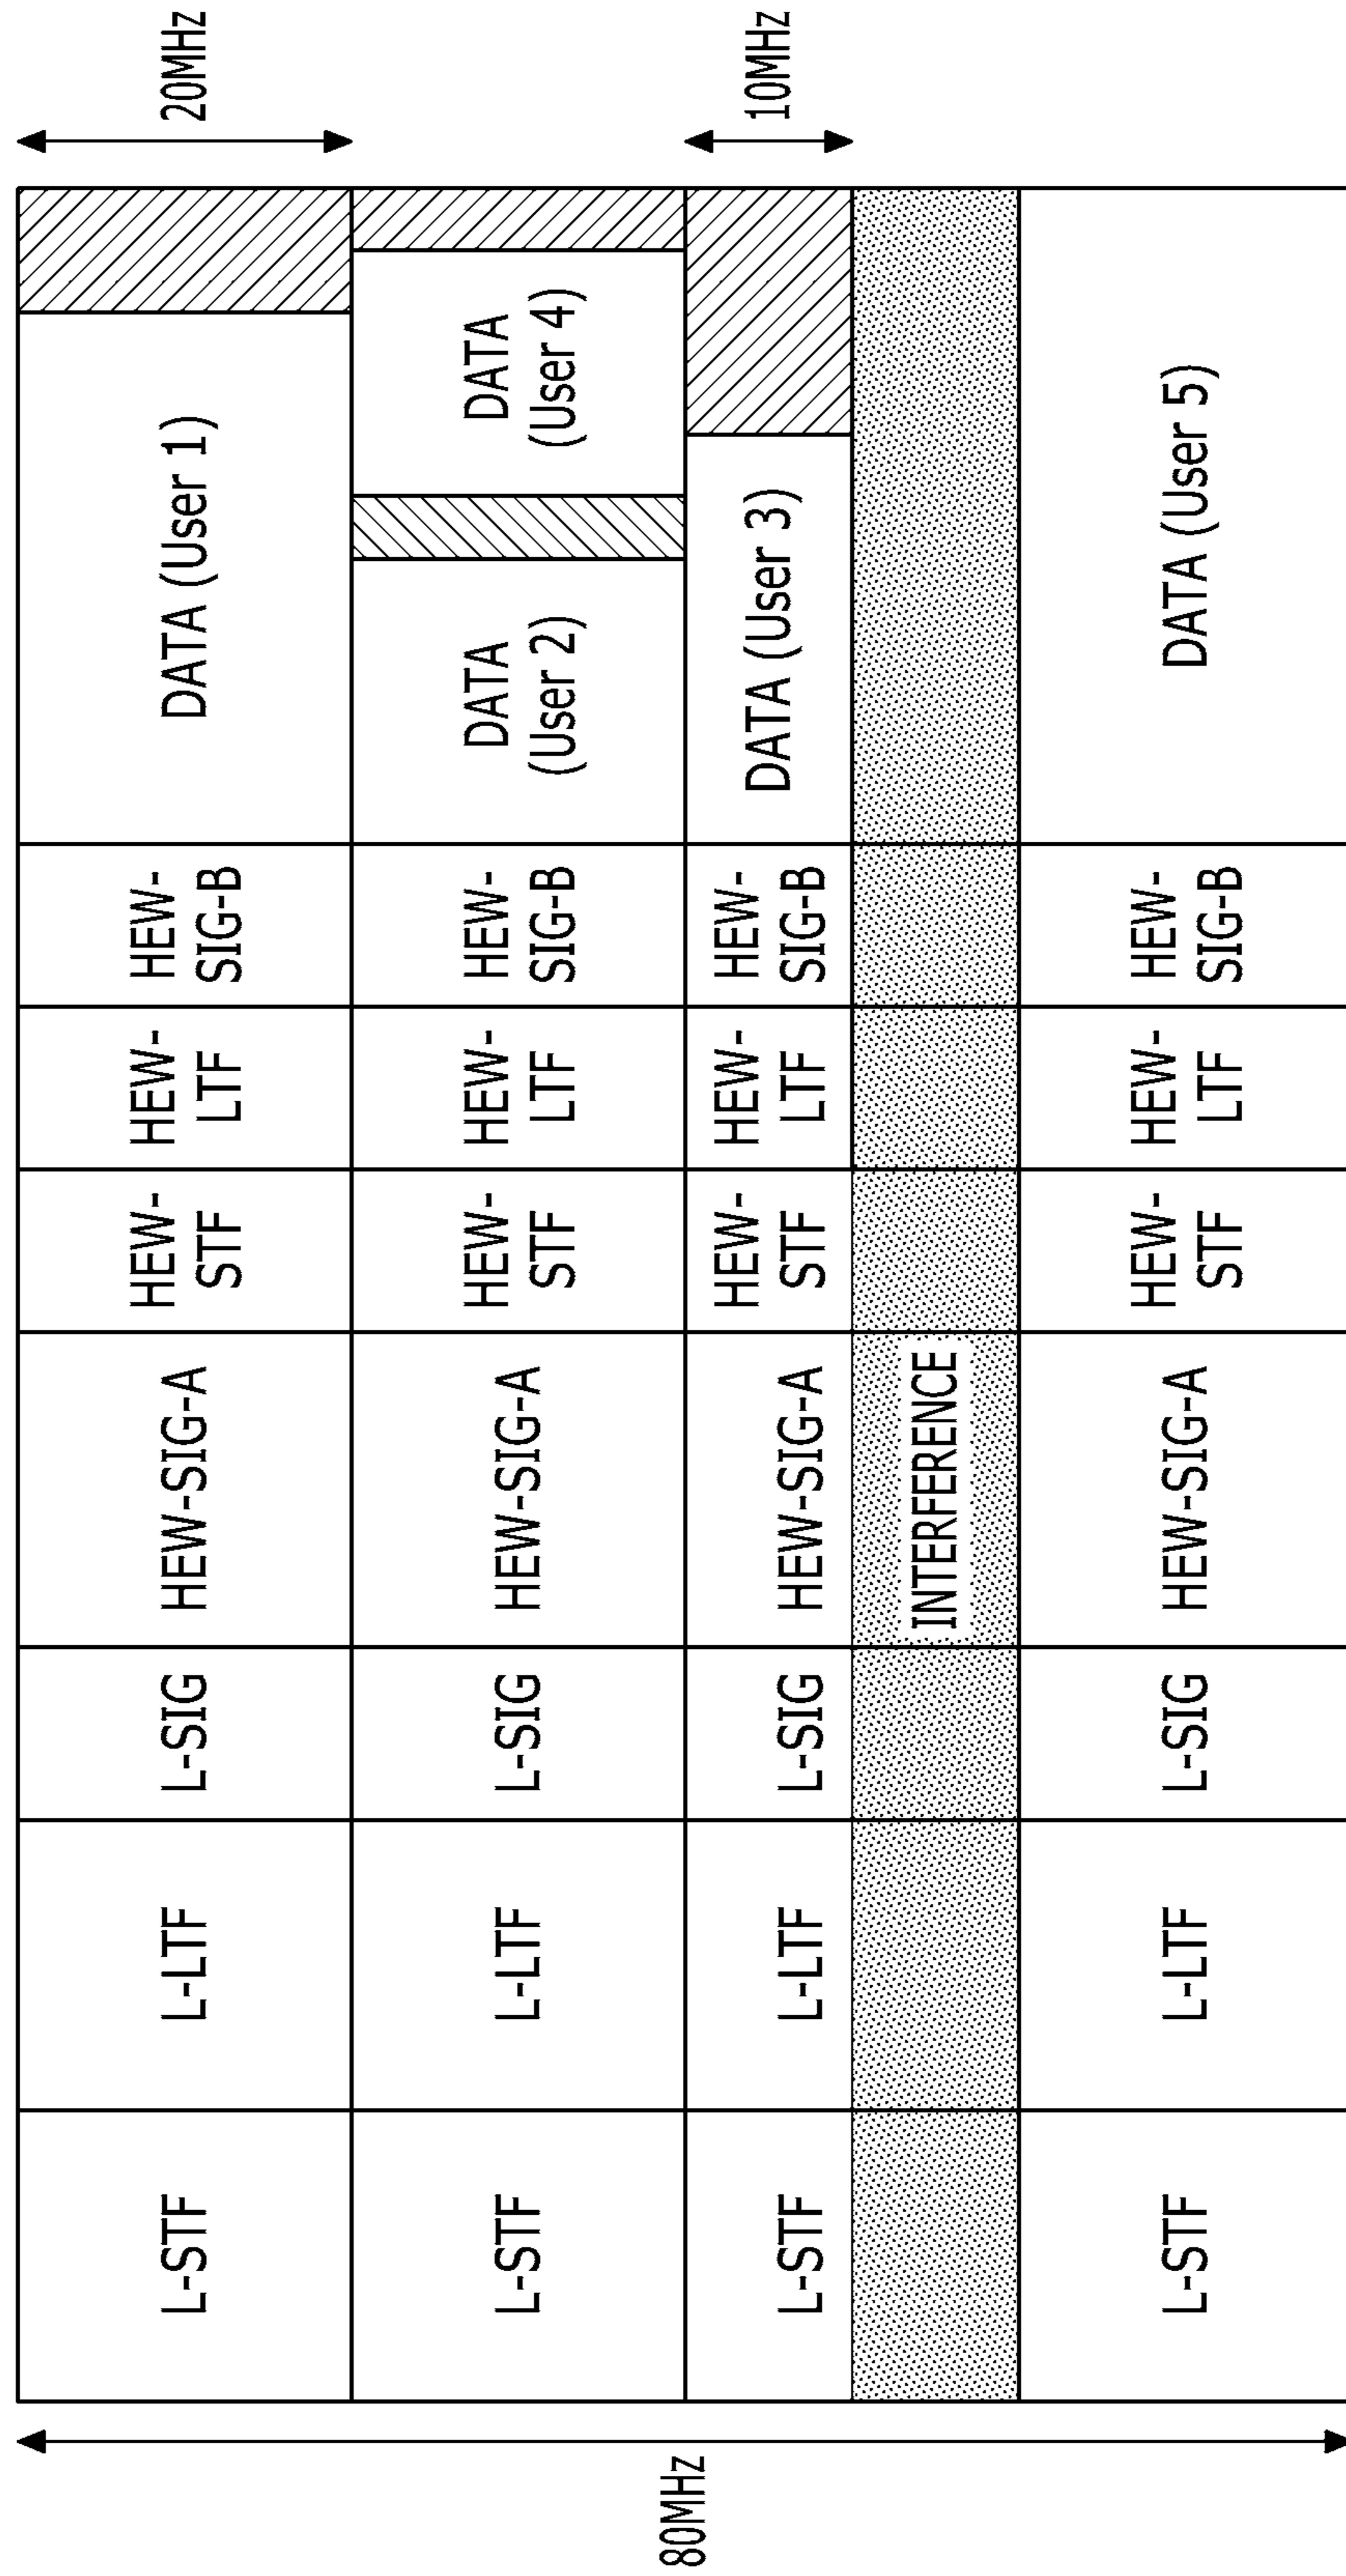 L-STF
L-LTF
L-SIG
HEW-SIG-A
HEW-
STF
HEW-
LTF
HEW-
SIG-B
DATA (User 1)
20MHz
L-STF
L-LTF
L-SIG
HEW-SIG-A
HEW-
STF
HEW-
LTF
HEW-
SIG-B
DATA
(User 2)
DATA
(User 4)
80MHz
L-STF
L-LTF
L-SIG
HEW-SIG-A
HEW-
STF
HEW-
LTF
HEW-
SIG-B
DATA (User 3)
10MHz
INTERFERENCE
L-STF
L-LTF
L-SIG
HEW-SIG-A
HEW-
STF
HEW-
LTF
HEW-
SIG-B
DATA (User 5)